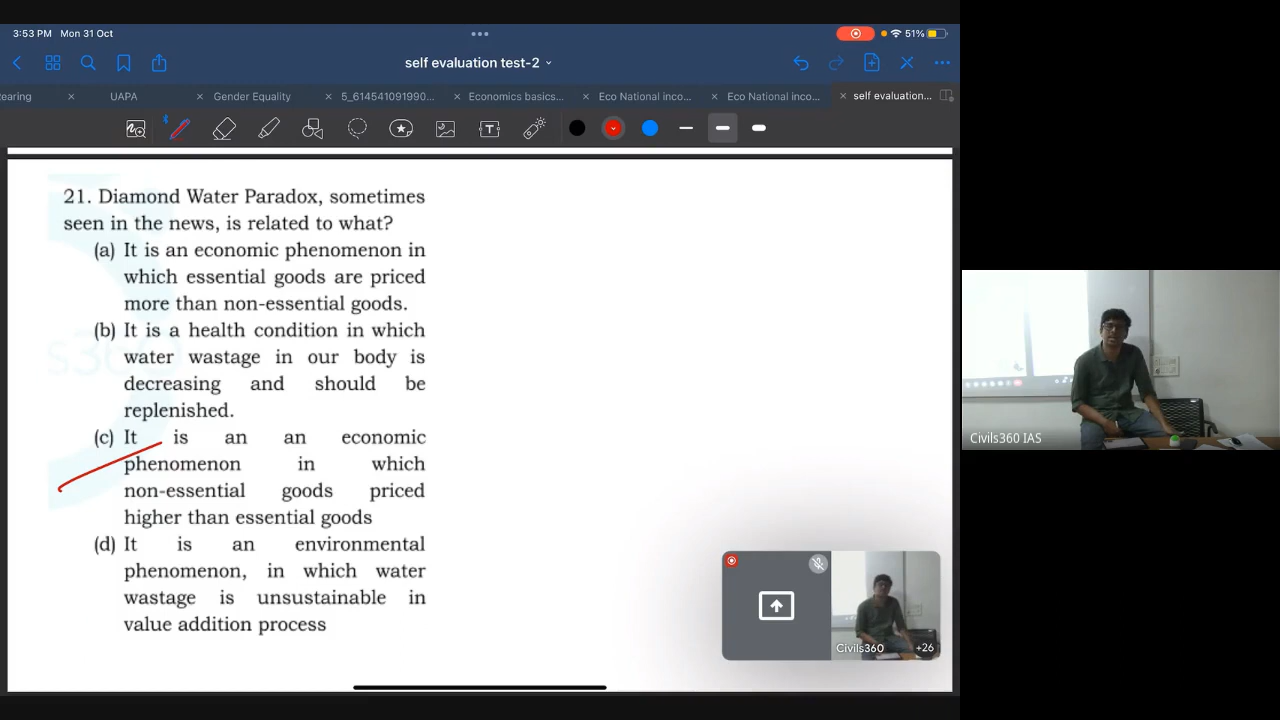 3:53 PM Mon 31 Oct
51%
self evaluation test-2
earing
UAPA
Gender Equality
5_614541091990...
Economics basics...
Eco National inco...
Eco National inco...
self evaluation...
21. Diamond Water Paradox, sometimes
seen in the news, is related to what?
(a) It is an economic phenomenon in
which essential goods are priced
more than non-essential goods.
(b) It is a health condition in which
water wastage in our body is
decreasing and should be
replenished.
(c) It is an an economic
phenomenon in which
non-essential goods priced
higher than essential goods
(d) It is an environmental
phenomenon, in which water
wastage is unsustainable in
value addition process
Civils360 +26
Civils360 IAS